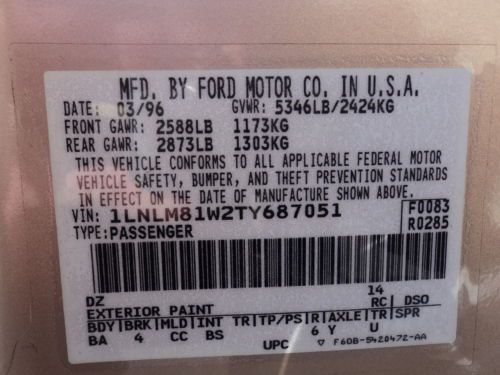 MFD. BY FORD MOTOR CO. IN U.S.A.
DATE: 03/96 GVWR: 5346LB/2424KG
FRONT GAWR: 2588LB 1173KG
REAR GAWR: 2873LB 1303KG
THIS VEHICLE CONFORMS TO ALL APPLICABLE FEDERAL MOTOR
VEHICLE SAFETY, BUMPER, AND THEFT PREVENTION STANDARDS
IN EFFECT ON THE DATE OF MANUFACTURE SHOWN ABOVE.
VIN: 1LNLM81W2TY687051 F0083
TYPE: PASSENGER R0285
DZ 14
EXTERIOR PAINT RC DSO
BDY BRK MLD INT TR TP/PS R AXLE TR SPR
BA 4 CC BS 6 Y U
UPC ▽ F60B-5420472-AA